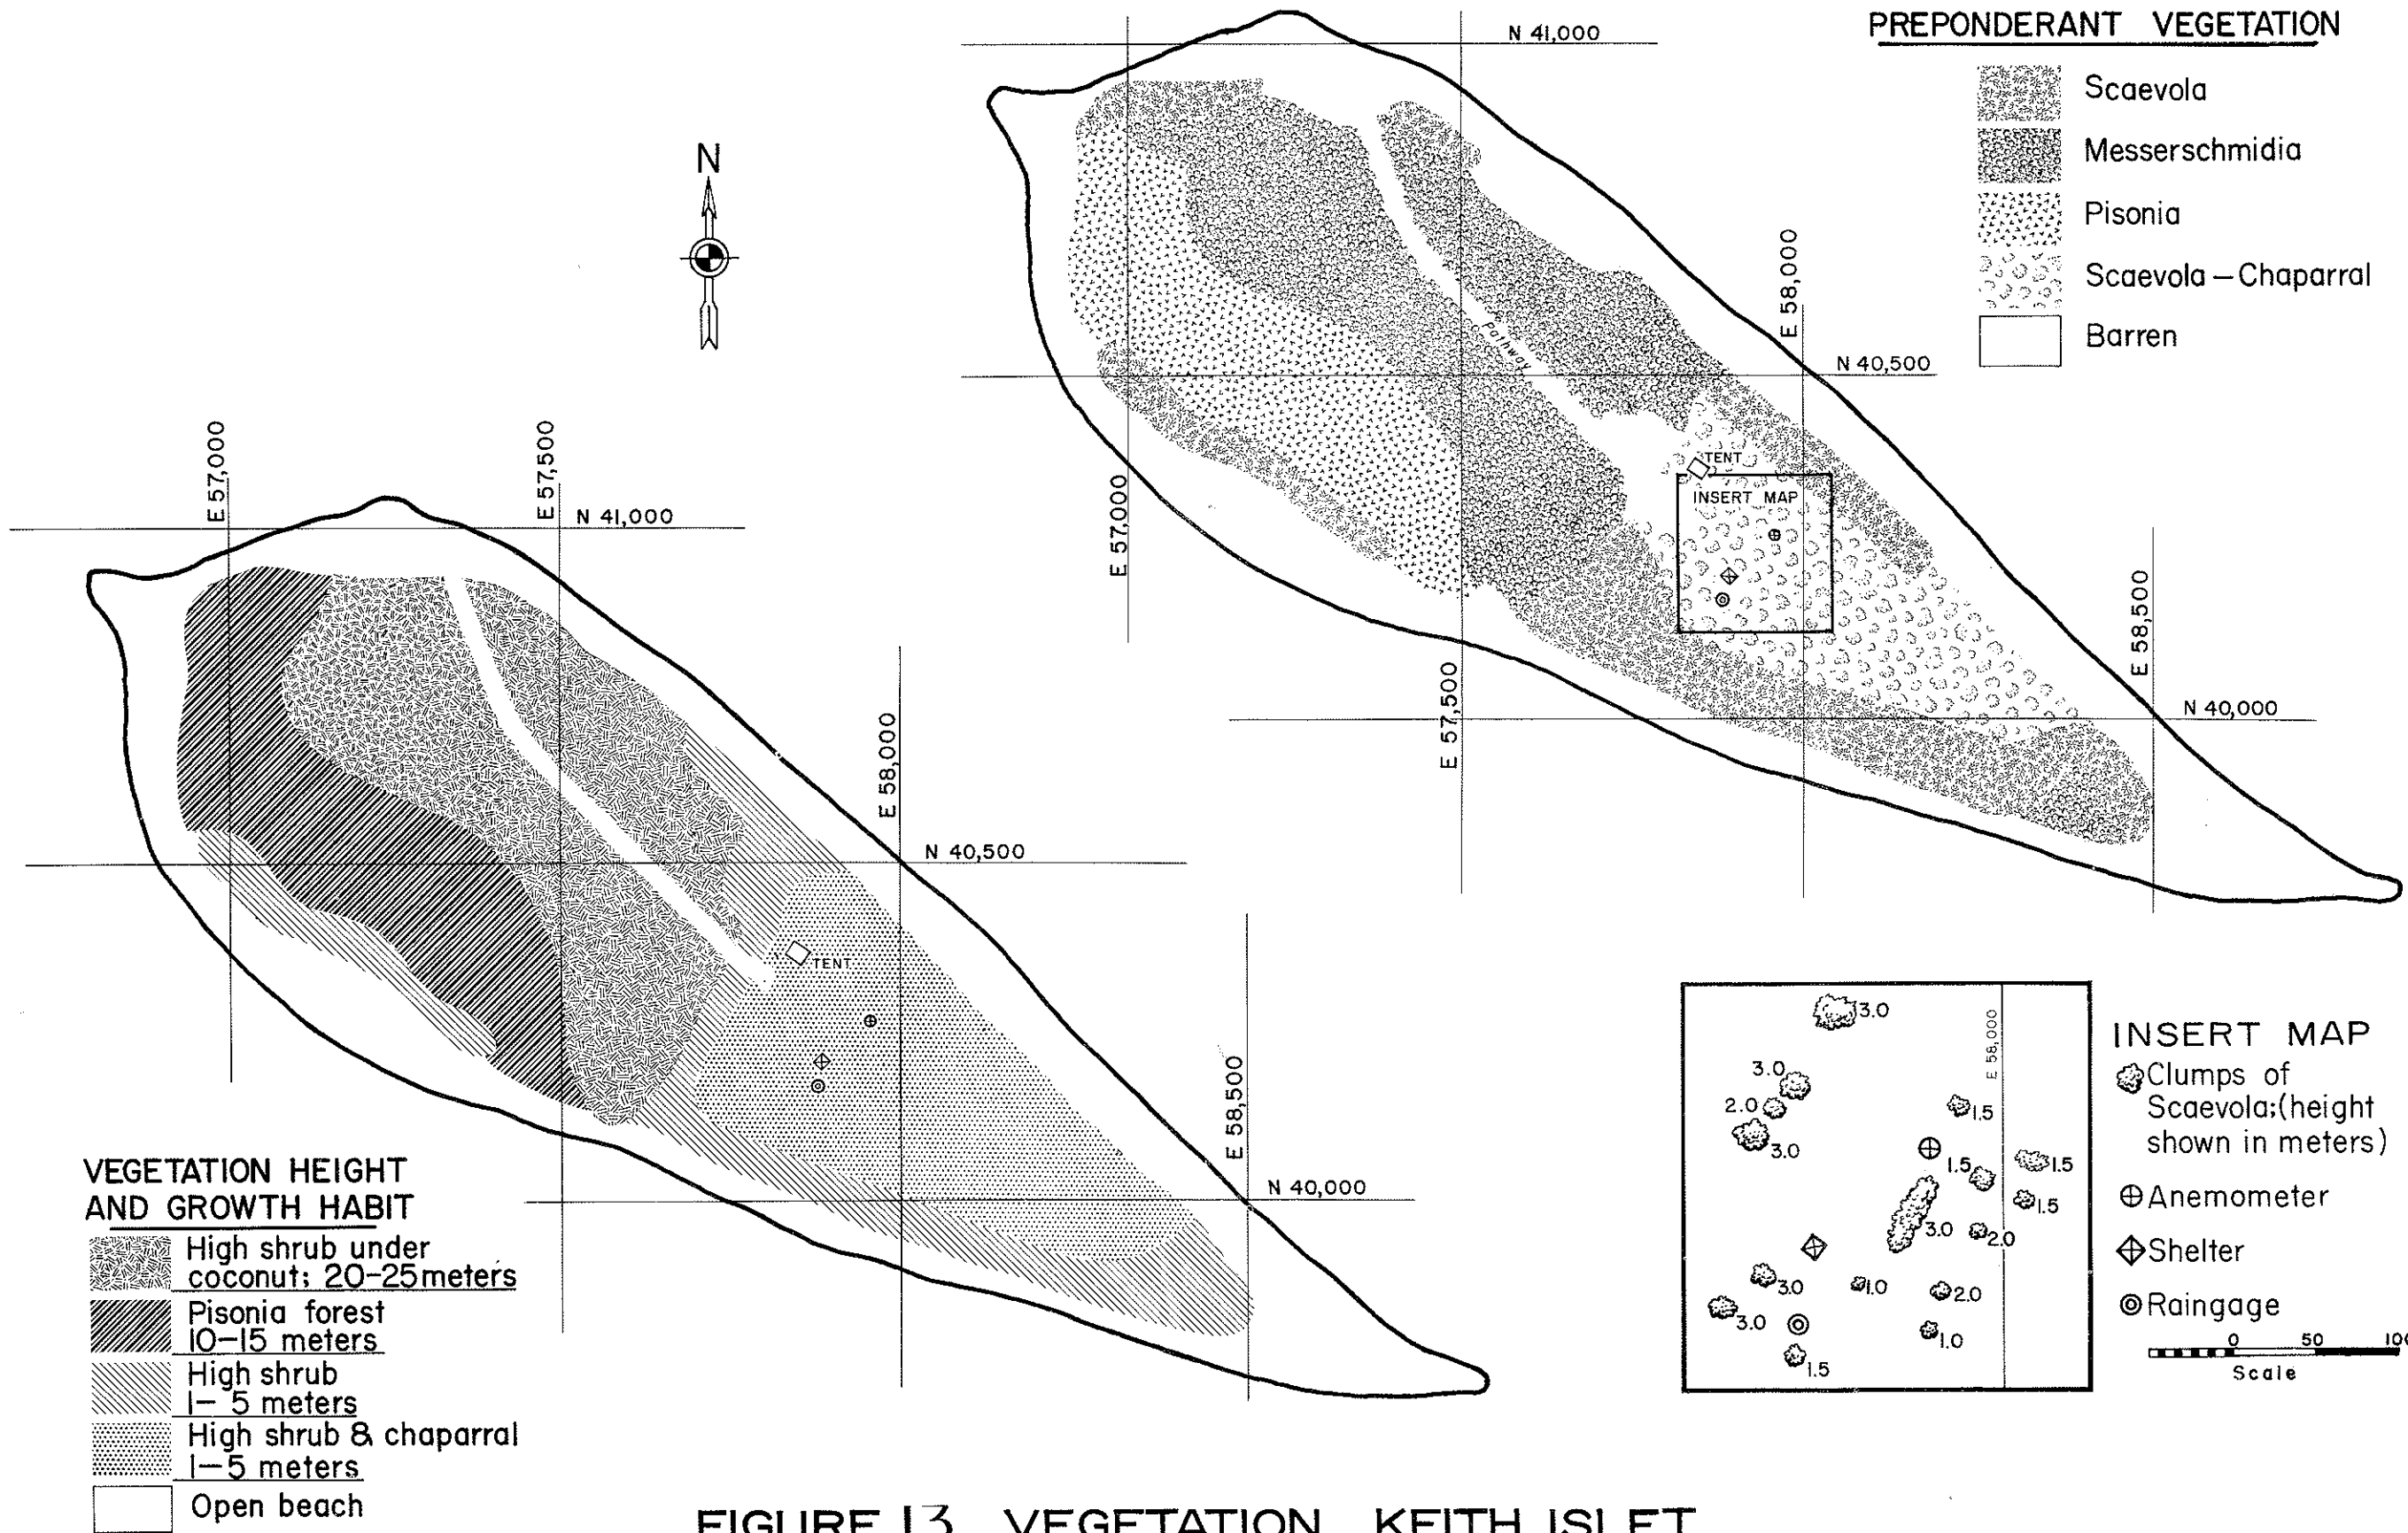 PREPONDERANT VEGETATION
Scaevola
Messerschmidia
Pisonia
Scaevola — Chaparral
Barren
N
N 41,000
E 58,000
N 40,500
Pathway
TENT
INSERT MAP
E 57,000
E 57,500
E 58,500
N 40,000
E 57,000
E 57,500
N 41,000
E 58,000
N 40,500
TENT
E 58,500
N 40,000
VEGETATION HEIGHT
AND GROWTH HABIT
High shrub under
coconut; 20-25 meters
Pisonia forest
10-15 meters
High shrub
1- 5 meters
High shrub & chaparral
1-5 meters
Open beach
3.0
3.0
2.0
3.0
E 58,000
1.5
1.5
1.5
1.5
3.0
2.0
3.0
1.0
2.0
3.0
1.0
1.5
INSERT MAP
Clumps of
Scaevola;(height
shown in meters)
Anemometer
Shelter
Raingage
0 50 100
Scale
FIGURE 13 VEGETATION KEITH ISLET